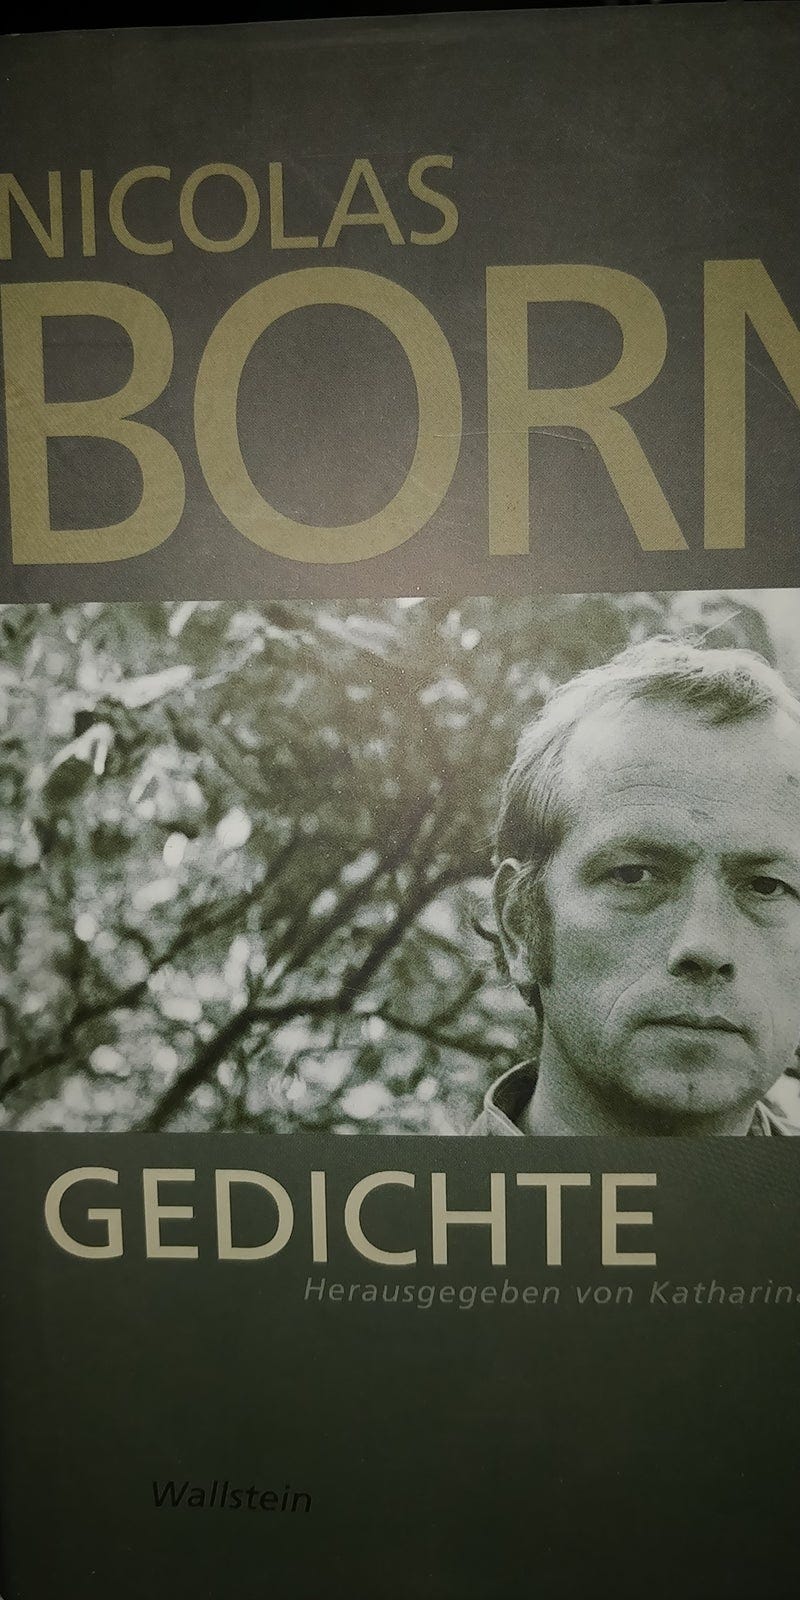 NICOLAS
BORN
GEDICHTE
Herausgegeben von Katharina
Wallstein